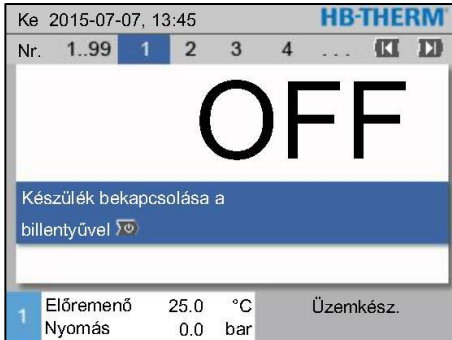 Ke 2015-07-07, 13:45 HB-THERM
Nr. 1..99 1 2 3 4 ...
OFF
Készülék bekapcsolása a
billentyűvel
1 Előremenő 25.0 °C Üzemkész.
Nyomás 0.0 bar